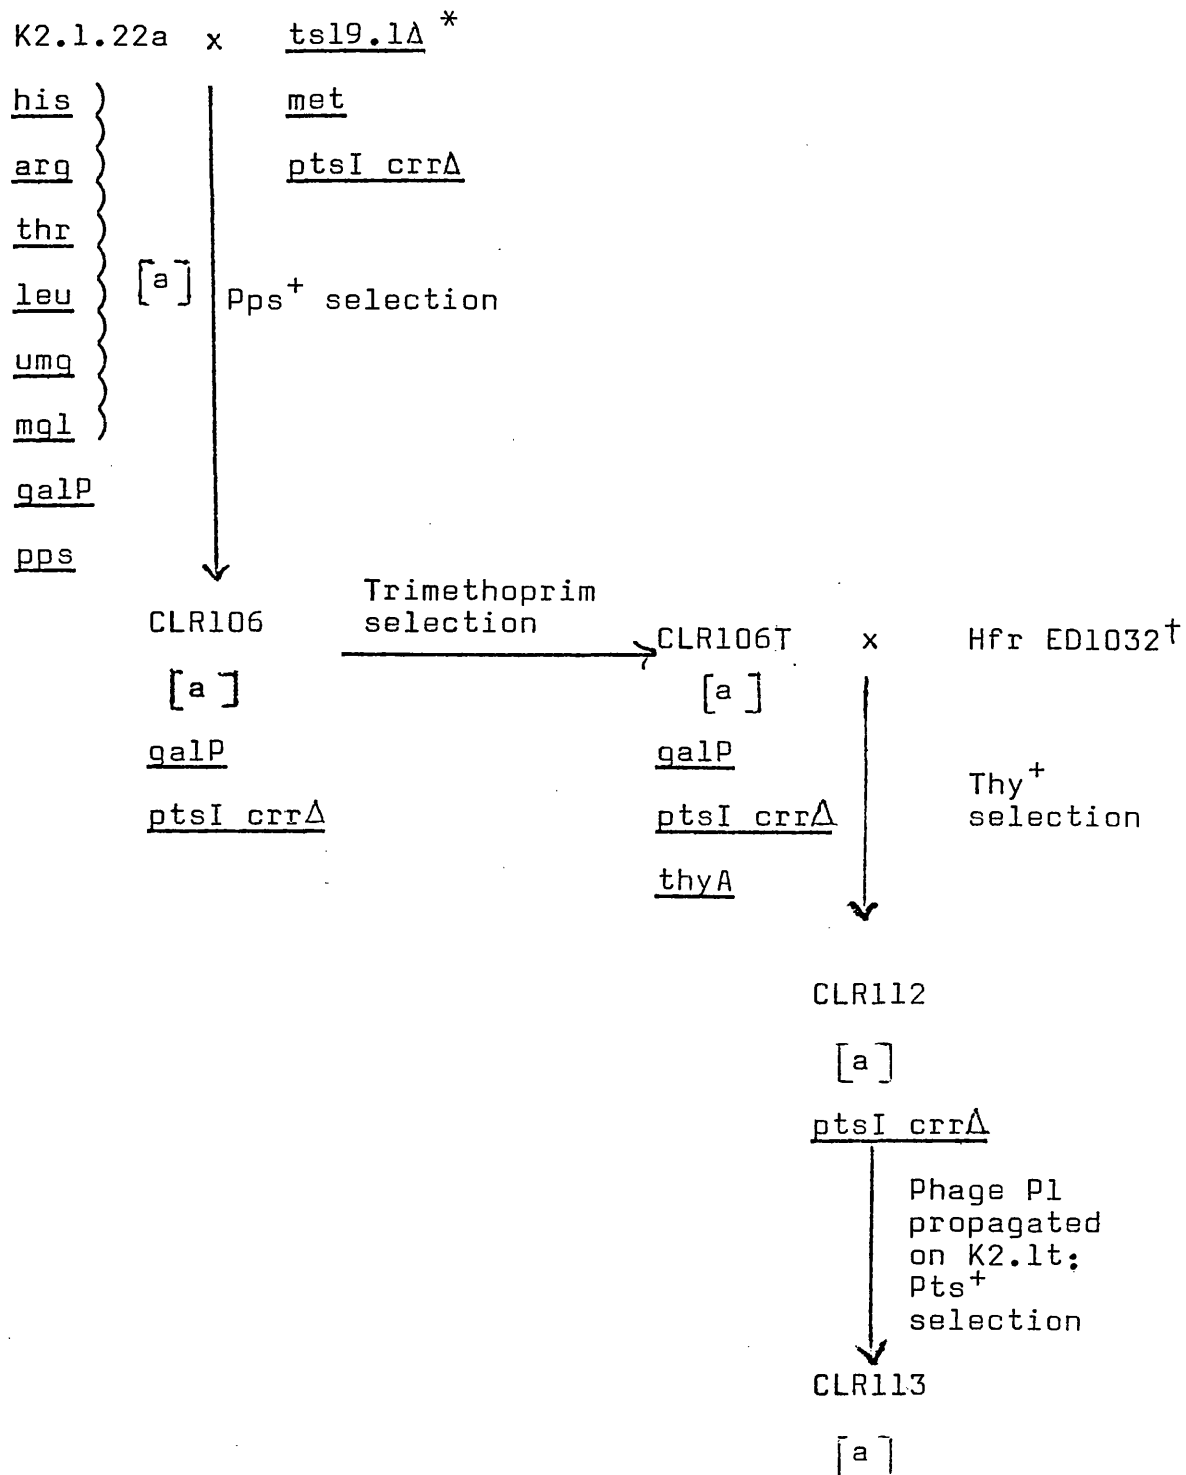 K2.1.22a x ts19.1Δ*
his met
arg ptsI crrΔ
thr
leu [a] Pps+ selection
umg
mgl
galP
pps
Trimethoprim
selection
CLR106 CLR106T x Hfr ED1032†
[a] [a]
galP galP
ptsI crrΔ ptsI crrΔ
thyA
Thy+
selection
CLR112
[a]
ptsI crrΔ
Phage P1
propagated
on K2.1t:
Pts+
selection
CLR113
[a]